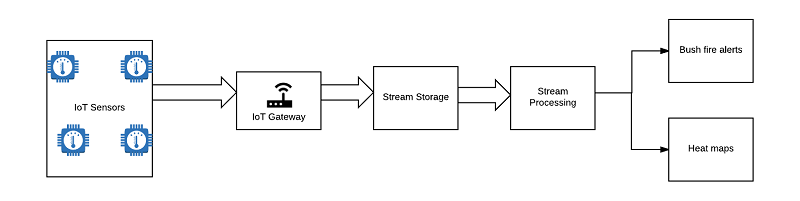 IoT Sensors
IoT Gateway
Stream Storage
Stream
Processing
Bush fire alerts
Heat maps